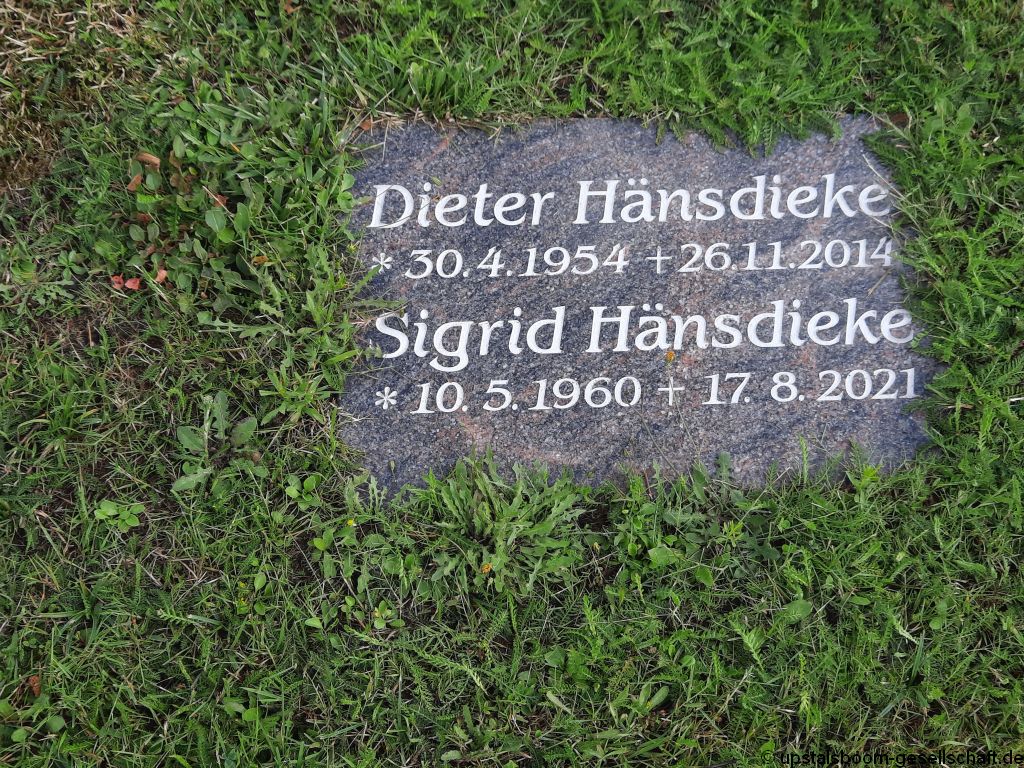 Dieter Hänsdieke
* 30. 4. 1954 + 26.11.2014
Sigrid Hänsdieke
* 10. 5. 1960 + 17. 8. 2021
© upstalsboom-gesellschaft.de